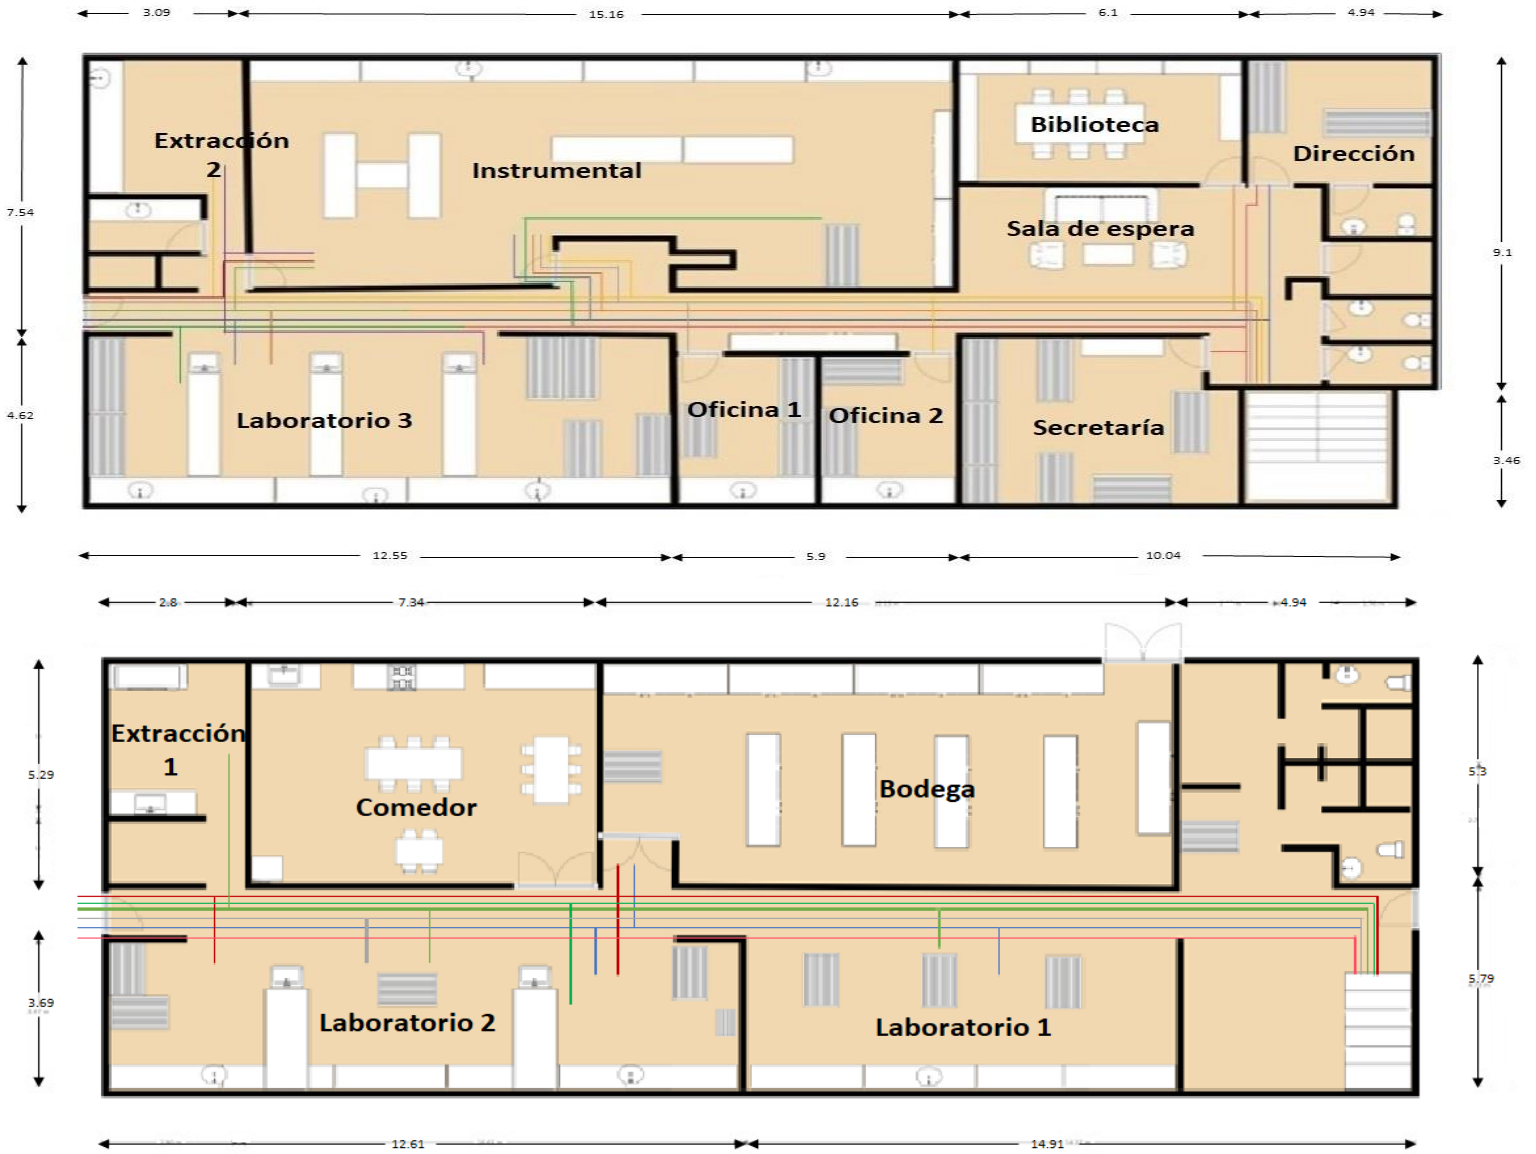 3.09
15.16
6.1
4.94
Extracción
2
Instrumental
Biblioteca
Dirección
7.54
Sala de espera
9.1
4.62
Laboratorio 3
Oficina 1
Oficina 2
Secretaría
3.46
12.55
5.9
10.04
2.8
7.34
12.16
4.94
Extracción
1
Comedor
Bodega
5.29
5.3
3.69
Laboratorio 2
Laboratorio 1
5.79
12.61
14.91